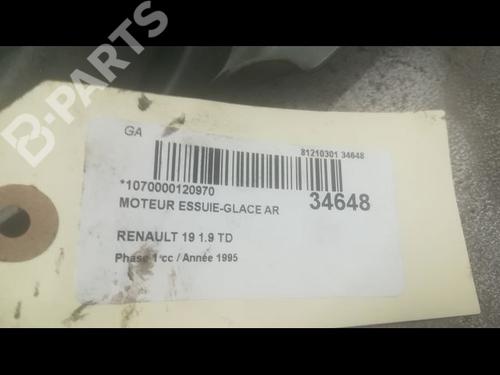 B-PARTS
GA
81210301 34648
*1070000120970
MOTEUR ESSUIE-GLACE AR
34648
RENAULT 19 1.9 TD
Phase 1 cc / Année 1995